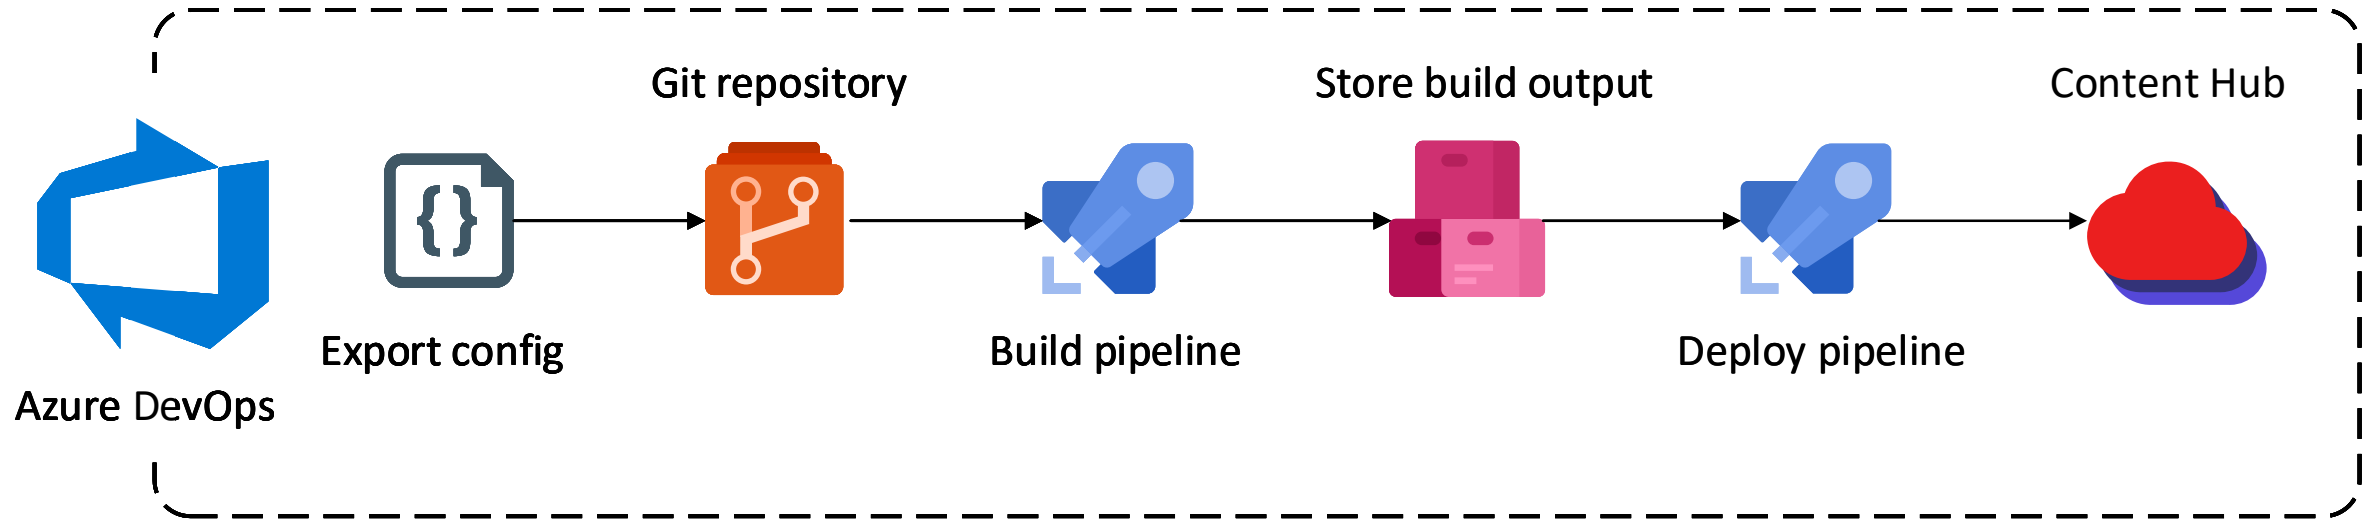 Git repository
Store build output
Content Hub
{}
Export config
Build pipeline
Deploy pipeline
Azure DevOps